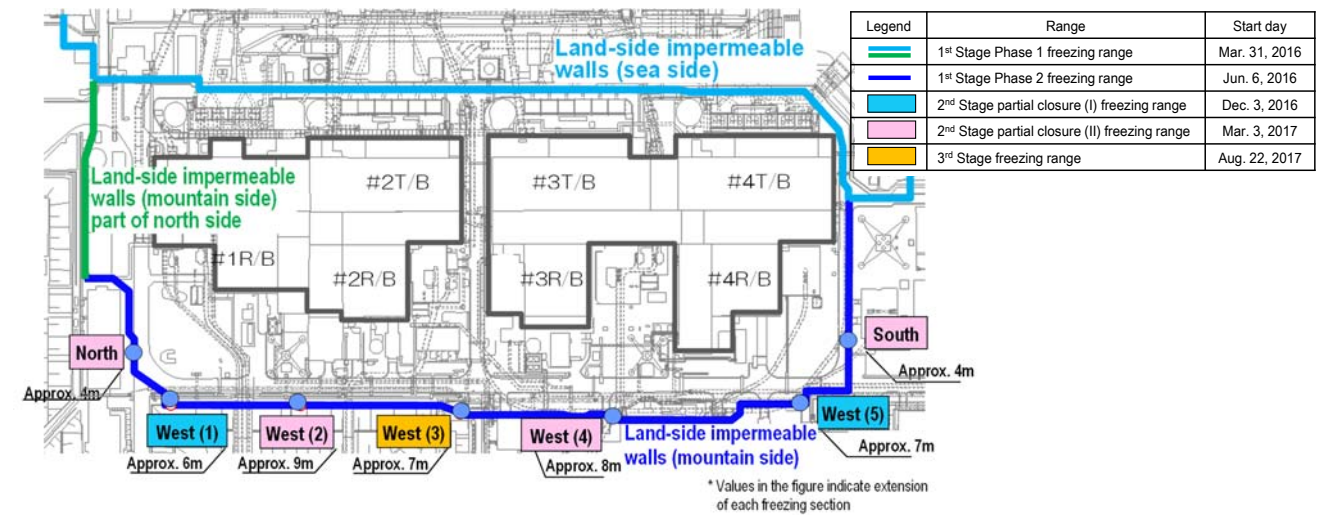 Legend Range Start day
1st Stage Phase 1 freezing range Mar. 31, 2016
1st Stage Phase 2 freezing range Jun. 6, 2016
2nd Stage partial closure (I) freezing range Dec. 3, 2016
2nd Stage partial closure (II) freezing range Mar. 3, 2017
3rd Stage freezing range Aug. 22, 2017
Land-side impermeable
walls (sea side)
Land-side impermeable
walls (mountain side)
part of north side
#2T/B
#3T/B
#4T/B
#1R/B
#2R/B
#3R/B
#4R/B
North
Approx. 4m
South
Approx. 4m
West (1)
Approx. 6m
West (2)
Approx. 9m
West (3)
Approx. 7m
West (4)
Approx. 8m
West (5)
Approx. 7m
Land-side impermeable
walls (mountain side)
* Values in the figure indicate extension
of each freezing section